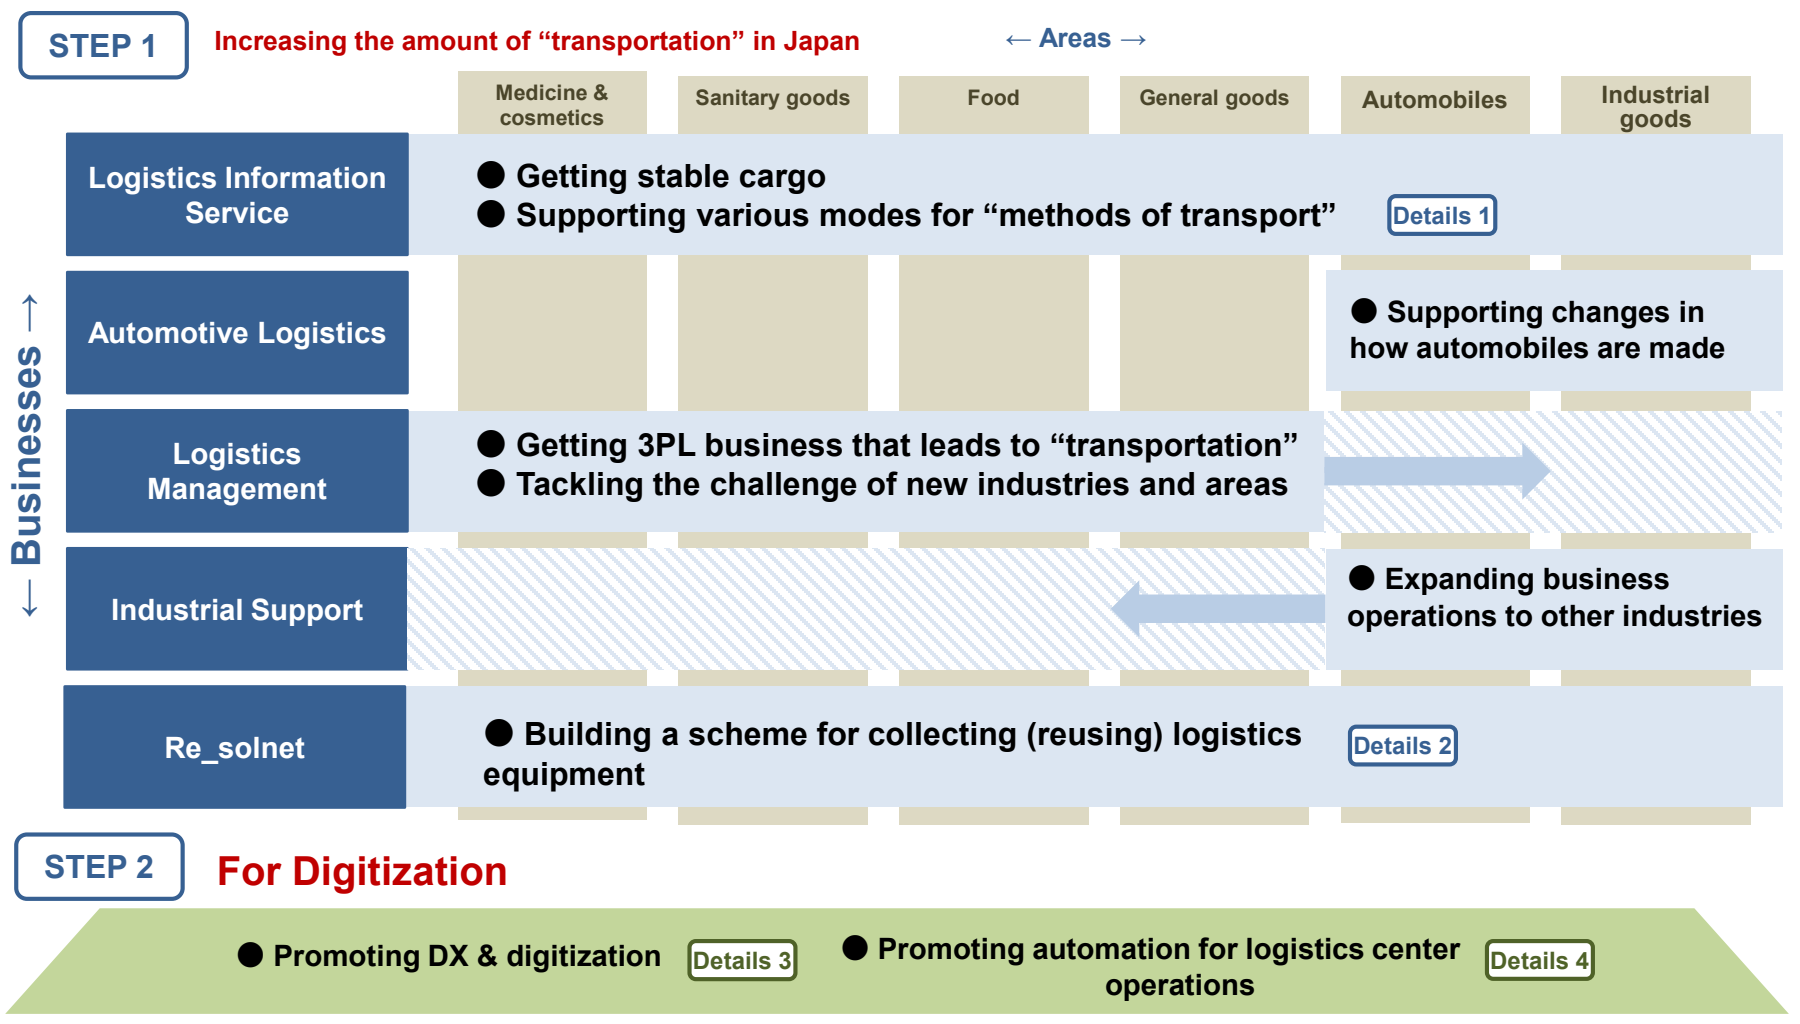 STEP 1
Increasing the amount of “transportation” in Japan
← Areas →
Medicine &
cosmetics
Sanitary goods
Food
General goods
Automobiles
Industrial
goods
← Businesses →
Logistics Information
Service
● Getting stable cargo
● Supporting various modes for “methods of transport”
Details 1
Automotive Logistics
● Supporting changes in
how automobiles are made
Logistics
Management
● Getting 3PL business that leads to “transportation”
● Tackling the challenge of new industries and areas
Industrial Support
● Expanding business
operations to other industries
Re_solnet
● Building a scheme for collecting (reusing) logistics
equipment
Details 2
STEP 2
For Digitization
● Promoting DX & digitization
Details 3
● Promoting automation for logistics center
operations
Details 4